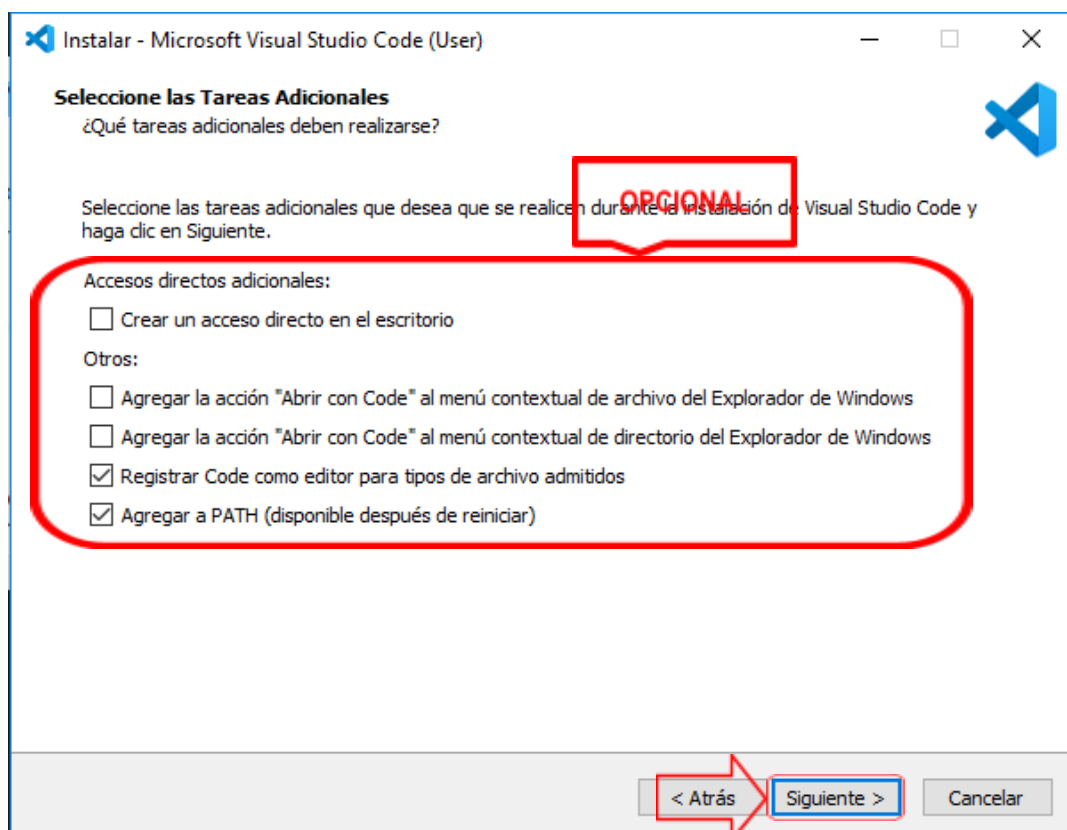 Instalar - Microsoft Visual Studio Code (User)
Seleccione las Tareas Adicionales
¿Qué tareas adicionales deben realizarse?
OPCIONAL
Seleccione las tareas adicionales que desea que se realicen durante la instalación de Visual Studio Code y
haga clic en Siguiente.
Accesos directos adicionales:
Crear un acceso directo en el escritorio
Otros:
Agregar la acción "Abrir con Code" al menú contextual de archivo del Explorador de Windows
Agregar la acción "Abrir con Code" al menú contextual de directorio del Explorador de Windows
Registrar Code como editor para tipos de archivo admitidos
Agregar a PATH (disponible después de reiniciar)
< Atrás Siguiente > Cancelar